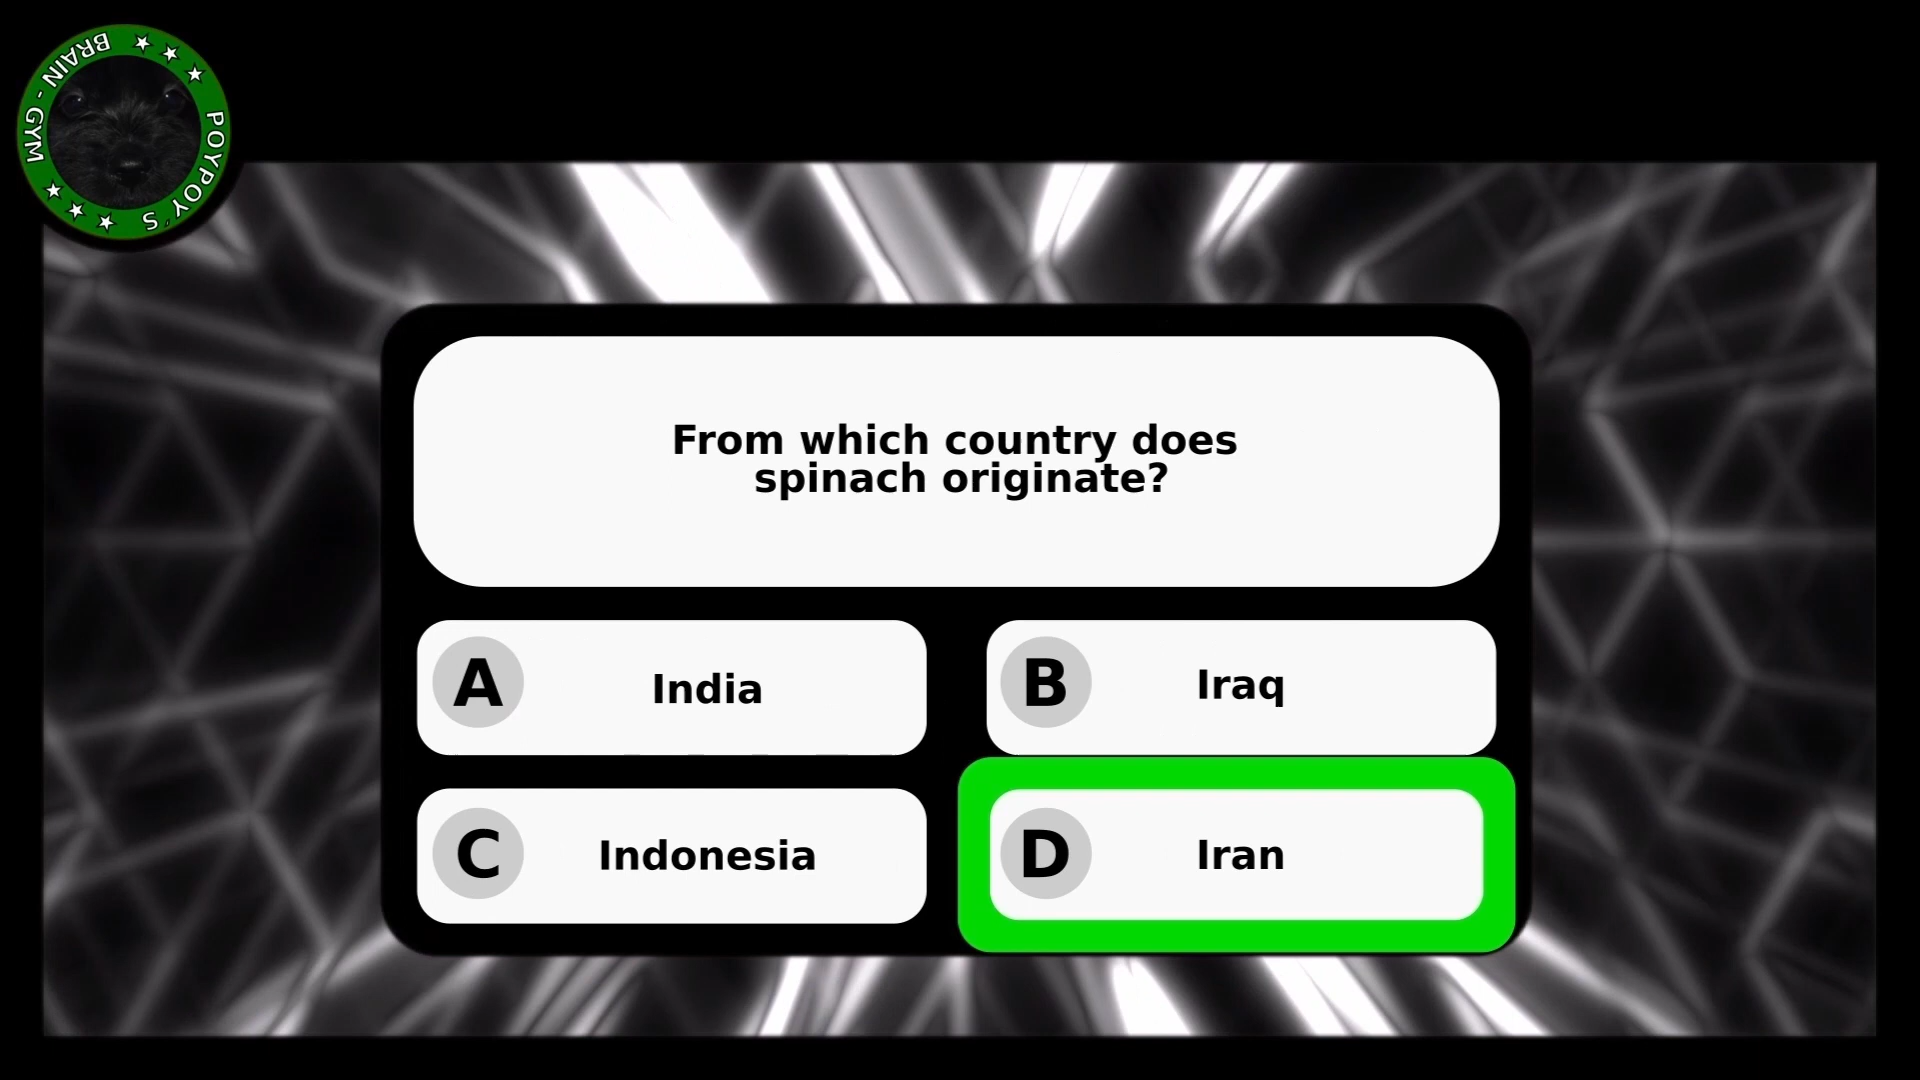 POYPOY'S
BRAIN - GYM
From which country does
spinach originate?
A
India
B
Iraq
C
Indonesia
D
Iran